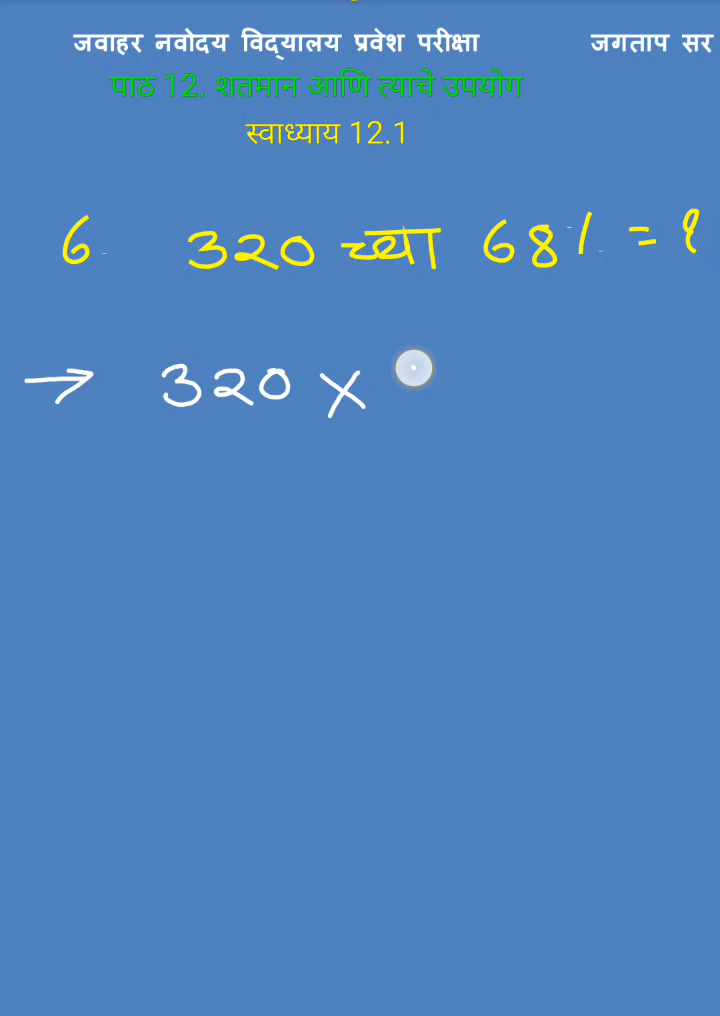 जवाहर नवोदय विद्यालय प्रवेश परीक्षा जगताप सर
पाठ 12. शतमान आणि त्याचे उपयोग
स्वाध्याय 12.1
6. 320 च्या 68% = ?
→ 320 ×